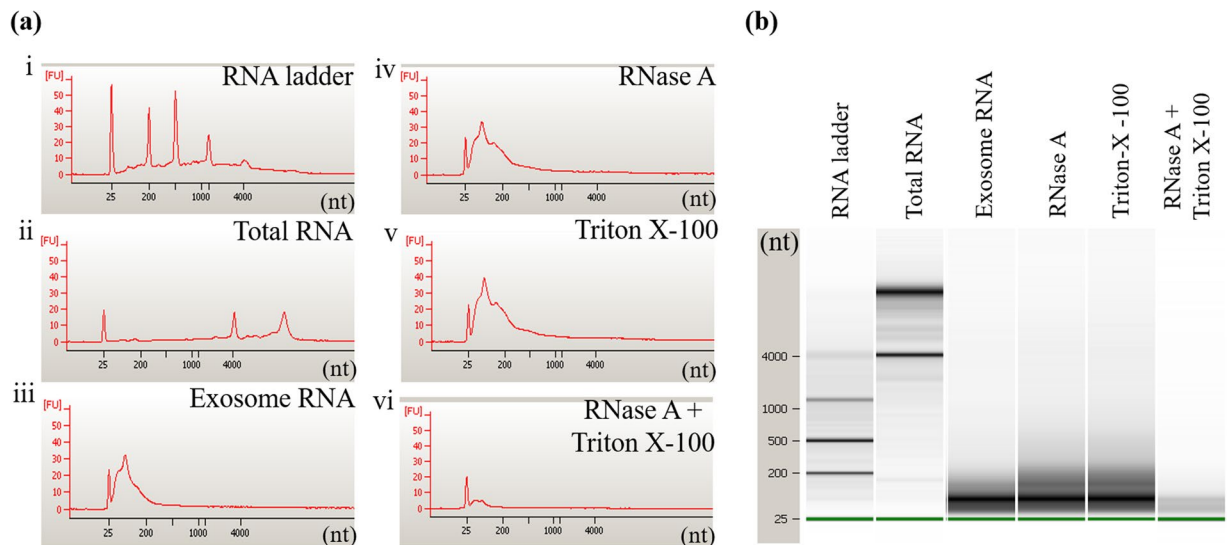 (a)
i
[FU]
RNA ladder
50
40
30
20
10
0
25 200 1000 4000 (nt)
ii
[FU]
Total RNA
60
50
40
30
20
10
0
25 200 1000 4000 (nt)
iii
[FU]
Exosome RNA
50
40
30
20
10
0
25 200 1000 4000 (nt)
iv
[FU]
RNase A
60
50
40
30
20
10
0
25 200 1000 4000 (nt)
v
[FU]
Triton X-100
60
50
40
30
20
10
0
25 200 1000 4000 (nt)
vi
[FU]
RNase A +
Triton X-100
50
40
30
20
10
0
25 200 1000 4000 (nt)
(b)
RNA ladder
Total RNA
Exosome RNA
RNase A
Triton-X -100
RNase A +
Triton X-100
(nt)
4000
1000
500
200
25